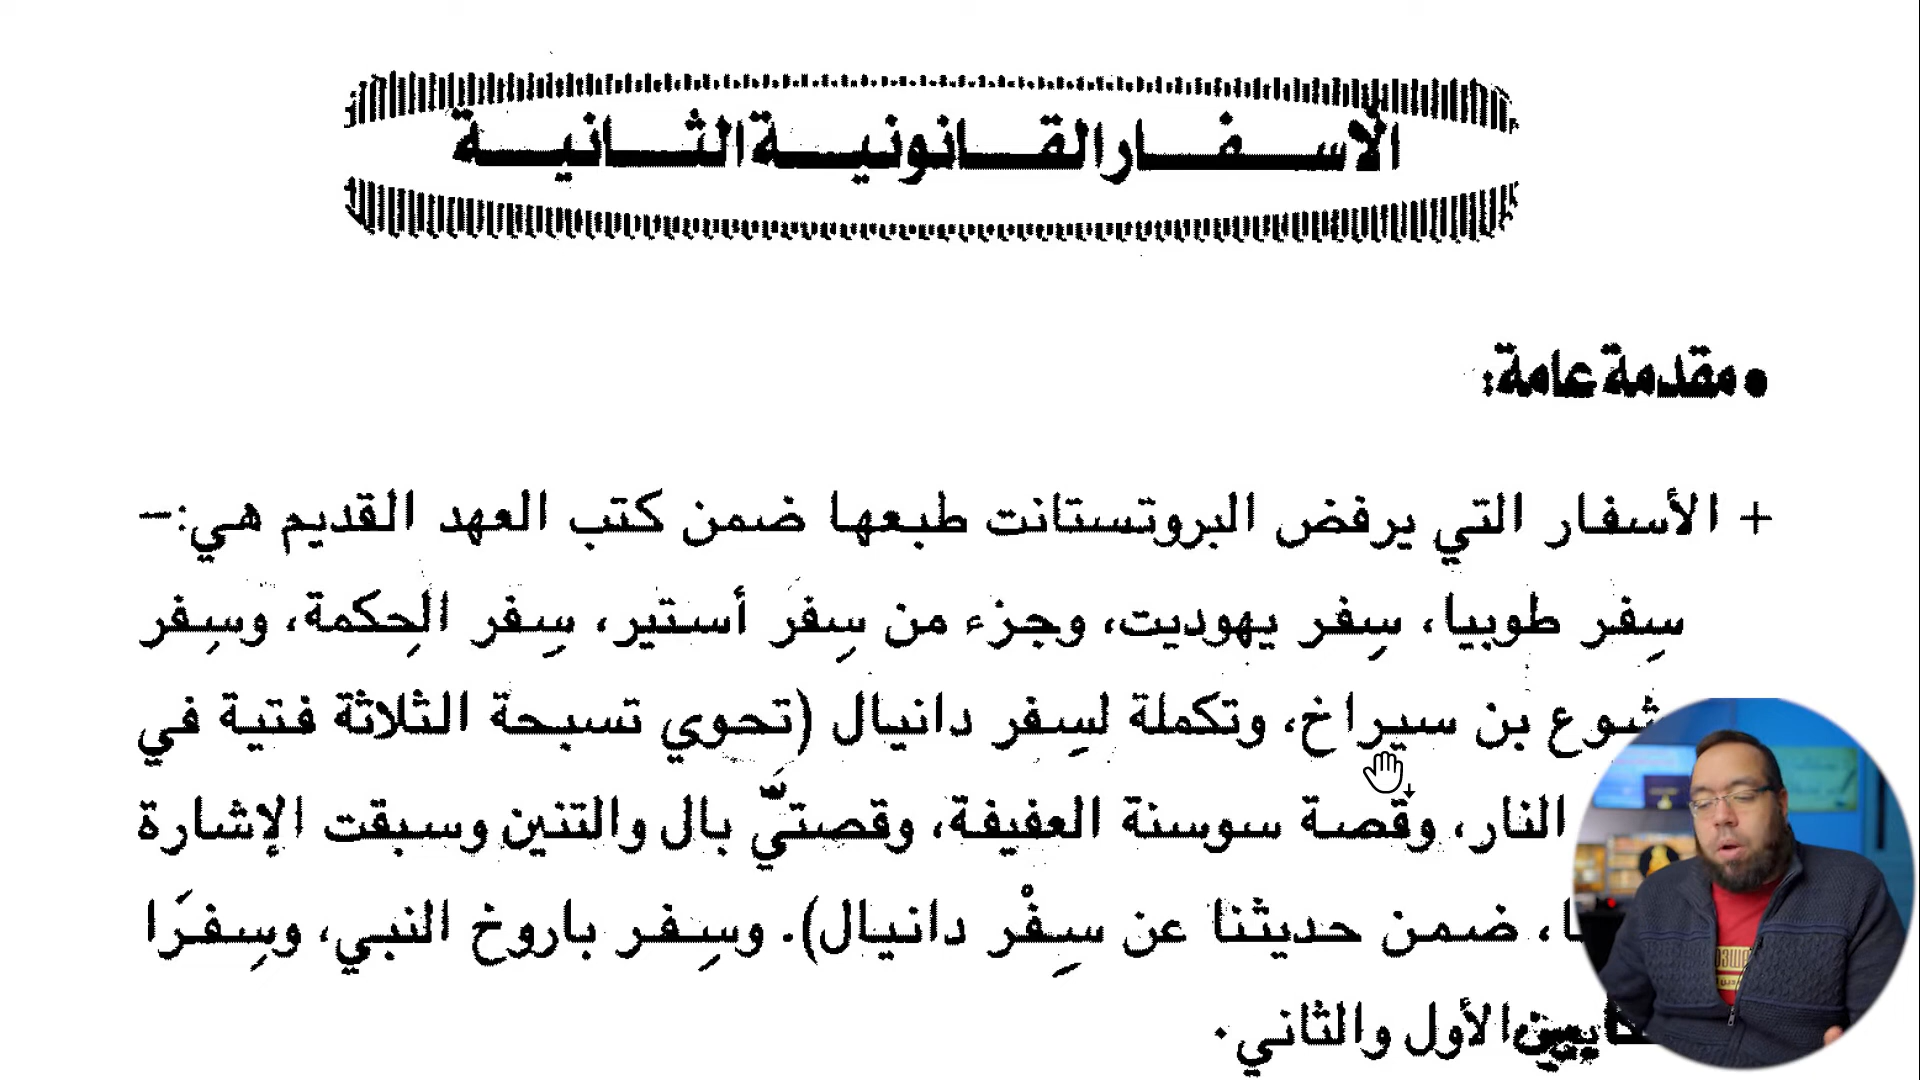 الأسفار القانونية الثانية
• مقدمة عامة:
+ الأسفار التي يرفض البروتستانت طبعها ضمن كتب العهد القديم هي:–
سِفر طوبيا، سِفر يهوديت، وجزء من سِفر أستير، سِفر الحِكمة، وسِفر
بن سيراخ، وتكملة لسِفر دانيال (تحوي تسبحة الثلاثة فتية في
النار، وقصة سوسنة العفيفة، وقصتيّ بال والتنين وسبقت الإشارة
، ضمن حديثنا عن سِفْر دانيال). وسِفر باروخ النبي، وسِفرَا
الأول والثاني.